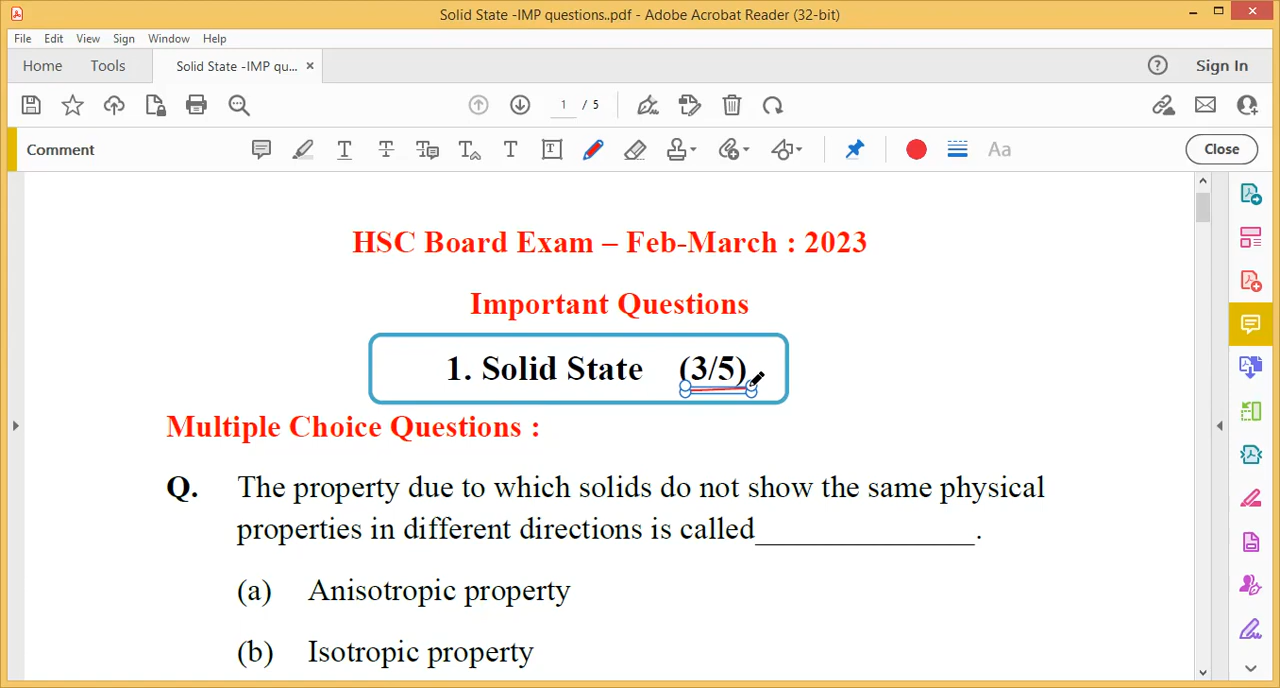 Solid State -IMP questions..pdf - Adobe Acrobat Reader (32-bit)
File Edit View Sign Window Help
Home Tools Solid State -IMP qu... × Sign In
1 / 5
Comment Aa Close
HSC Board Exam – Feb-March : 2023
Important Questions
1. Solid State (3/5)
Multiple Choice Questions :
Q. The property due to which solids do not show the same physical
properties in different directions is called_______________.
(a) Anisotropic property
(b) Isotropic property